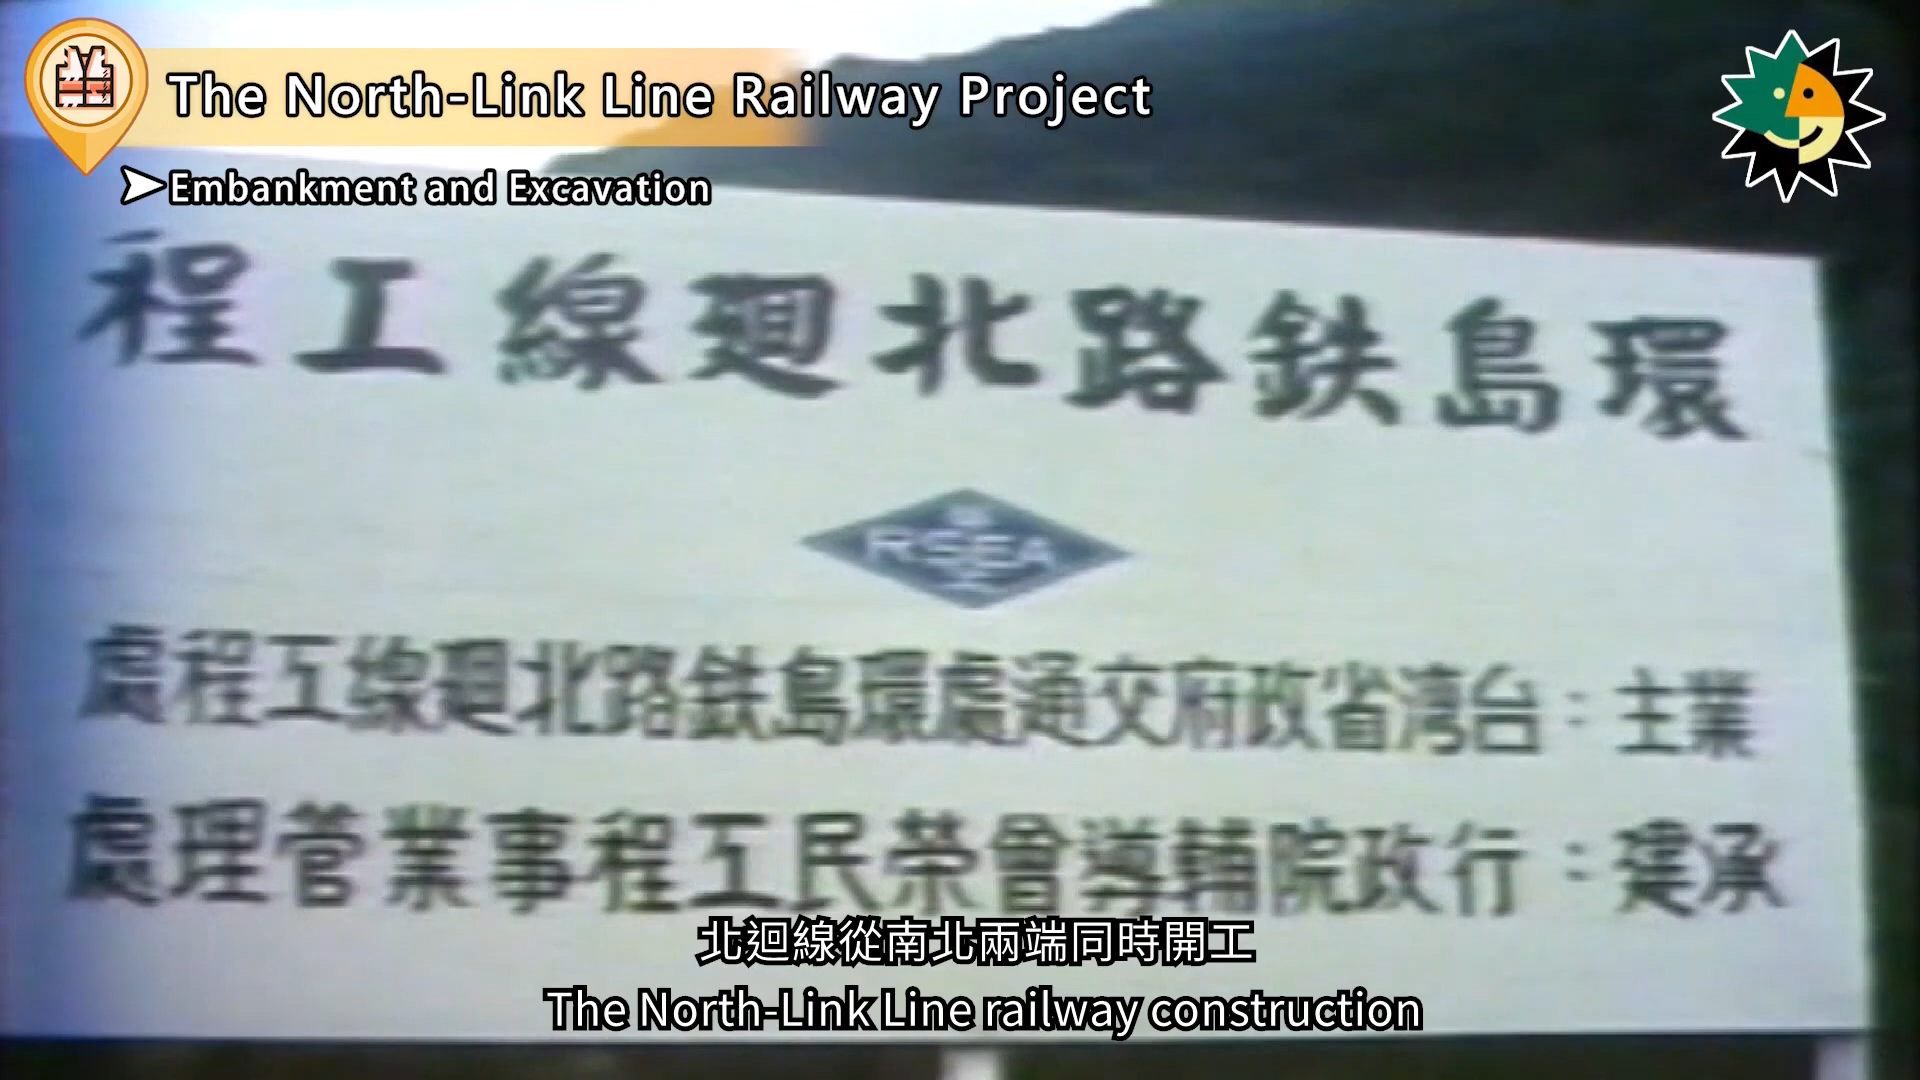 The North-Link Line Railway Project
Embankment and Excavation
環島鉄路北廻線工程
RSEA
業主：台湾省政府交通處環島鉄路北廻線工程處
承建：行政院輔導會榮民工程事業管理處
北迴線從南北兩端同時開工
The North-Link Line railway construction